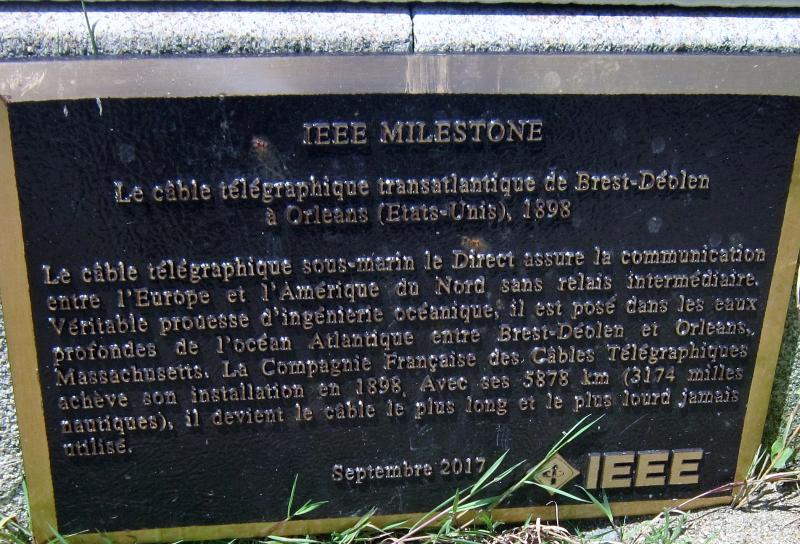 IEEE MILESTONE
Le câble télégraphique transatlantique de Brest-Déolen
à Orleans (Etats-Unis), 1898
Le câble télégraphique sous-marin le Direct assure la communication
entre l'Europe et l'Amérique du Nord sans relais intermédiaire.
Véritable prouesse d'ingénierie océanique, il est posé dans les eaux
profondes de l'océan Atlantique entre Brest-Déolen et Orleans,
Massachusetts. La Compagnie Française des Câbles Télégraphiques
achève son installation en 1898. Avec ses 5878 km (3174 milles
nautiques), il devient le câble le plus long et le plus lourd jamais
utilisé.
Septembre 2017
IEEE